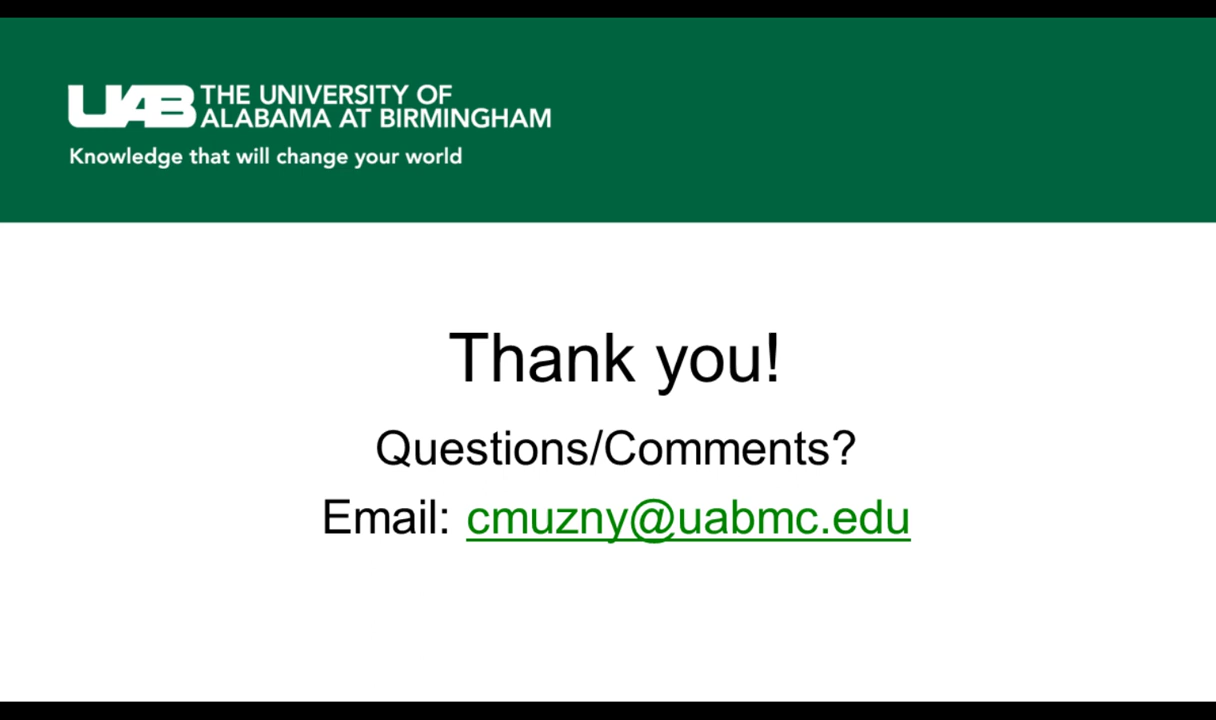 UAB THE UNIVERSITY OF
ALABAMA AT BIRMINGHAM
Knowledge that will change your world
Thank you!
Questions/Comments?
Email: cmuzny@uabmc.edu